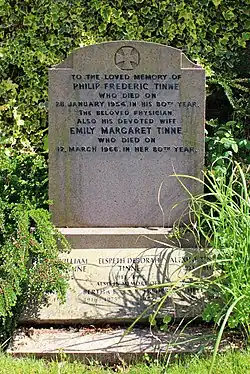 TO THE LOVED MEMORY OF
PHILIP FREDERIC TINNE
WHO DIED ON
28 JANUARY 1954, IN HIS 80TH YEAR.
THE BELOVED PHYSICIAN
ALSO HIS DEVOTED WIFE
EMILY MARGARET TINNE
WHO DIED ON
12, MARCH 1966, IN HER 80TH YEAR.
ELSPETH DEBORAH
TINNE